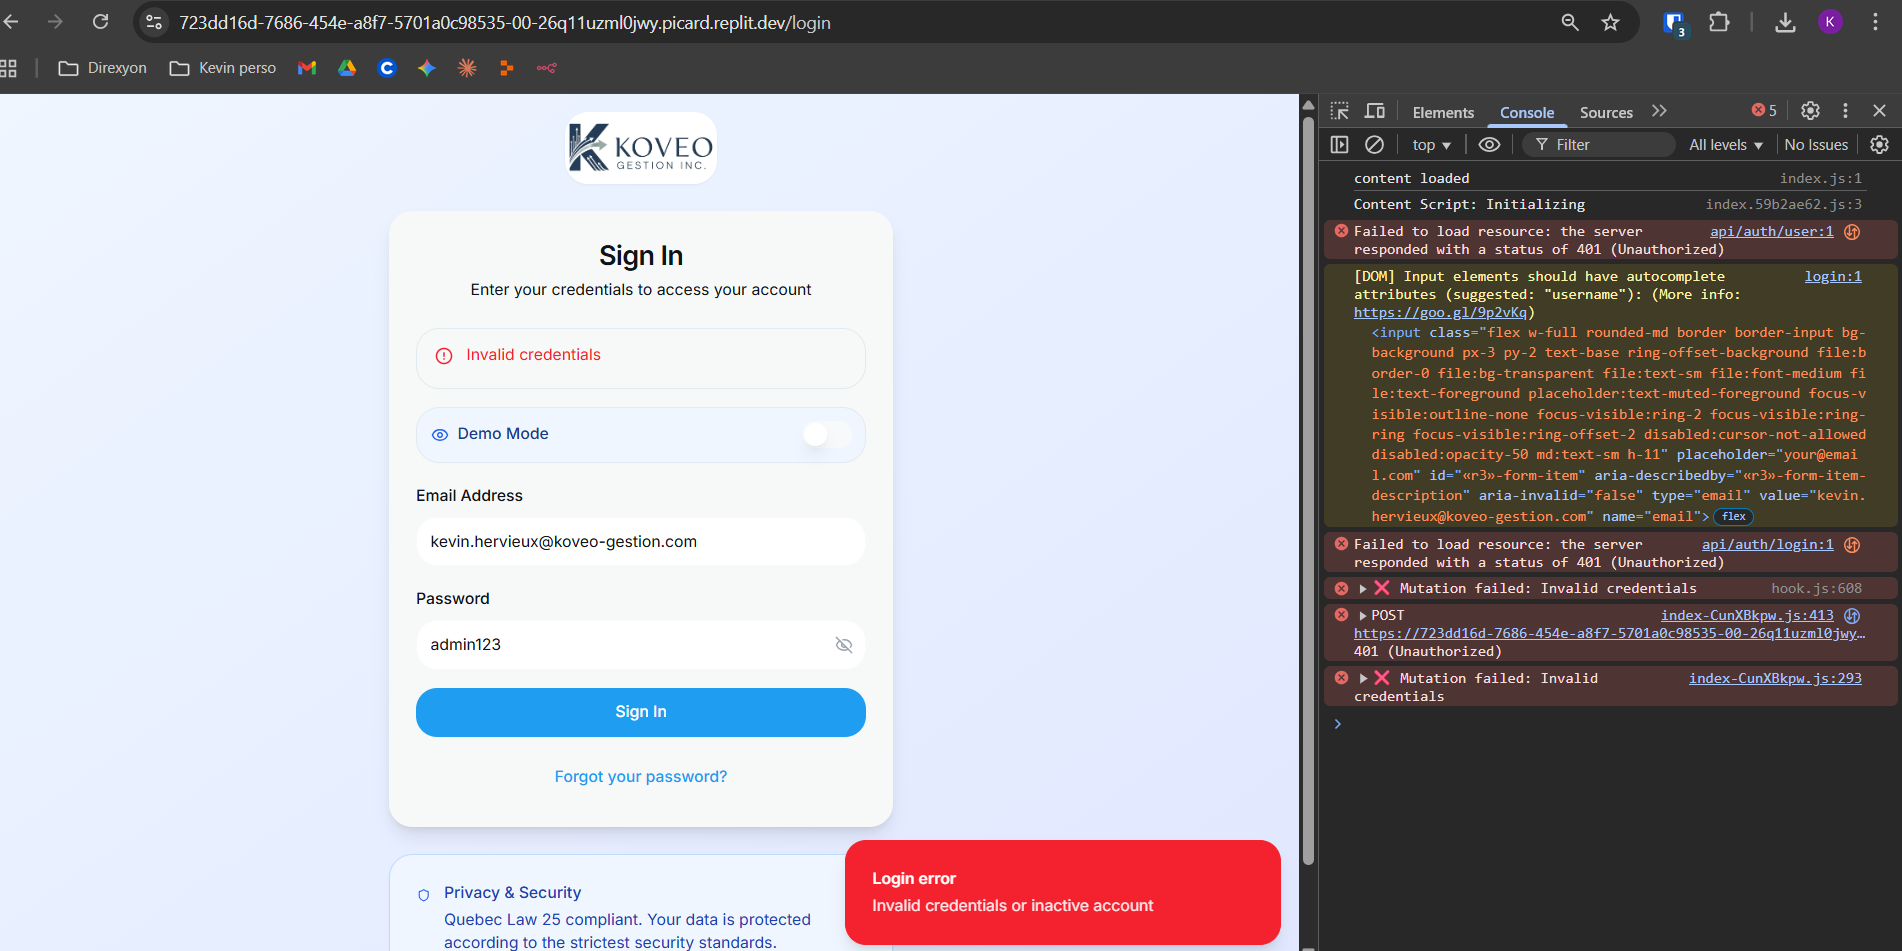 723dd16d-7686-454e-a8f7-5701a0c98535-00-26q11uzml0jwy.picard.replit.dev/login
3
K
Direxyon
Kevin perso
KOVEO
GESTION INC.
Sign In
Enter your credentials to access your account
Invalid credentials
Demo Mode
Email Address
kevin.hervieux@koveo-gestion.com
Password
admin123
Sign In
Forgot your password?
Privacy & Security
Quebec Law 25 compliant. Your data is protected
according to the strictest security standards.
Login error
Invalid credentials or inactive account
Elements Console Sources 5
top Filter All levels No Issues
content loaded index.js:1
Content Script: Initializing index.59b2ae62.js:3
Failed to load resource: the server api/auth/user:1
responded with a status of 401 (Unauthorized)
[DOM] Input elements should have autocomplete login:1
attributes (suggested: "username"): (More info:
https://goo.gl/9p2vKq)
<input class="flex w-full rounded-md border border-input bg-
background px-3 py-2 text-base ring-offset-background file:b
order-0 file:bg-transparent file:text-sm file:font-medium fi
le:text-foreground placeholder:text-muted-foreground focus-v
isible:outline-none focus-visible:ring-2 focus-visible:ring-
ring focus-visible:ring-offset-2 disabled:cursor-not-allowed
disabled:opacity-50 md:text-sm h-11" placeholder="your@emai
l.com" id="«r3»-form-item" aria-describedby="«r3»-form-item-
description" aria-invalid="false" type="email" value="kevin.
hervieux@koveo-gestion.com" name="email"> flex
Failed to load resource: the server api/auth/login:1
responded with a status of 401 (Unauthorized)
❌ Mutation failed: Invalid credentials hook.js:608
POST index-CunXBkpw.js:413
https://723dd16d-7686-454e-a8f7-5701a0c98535-00-26q11uzml0jwy…
401 (Unauthorized)
❌ Mutation failed: Invalid index-CunXBkpw.js:293
credentials